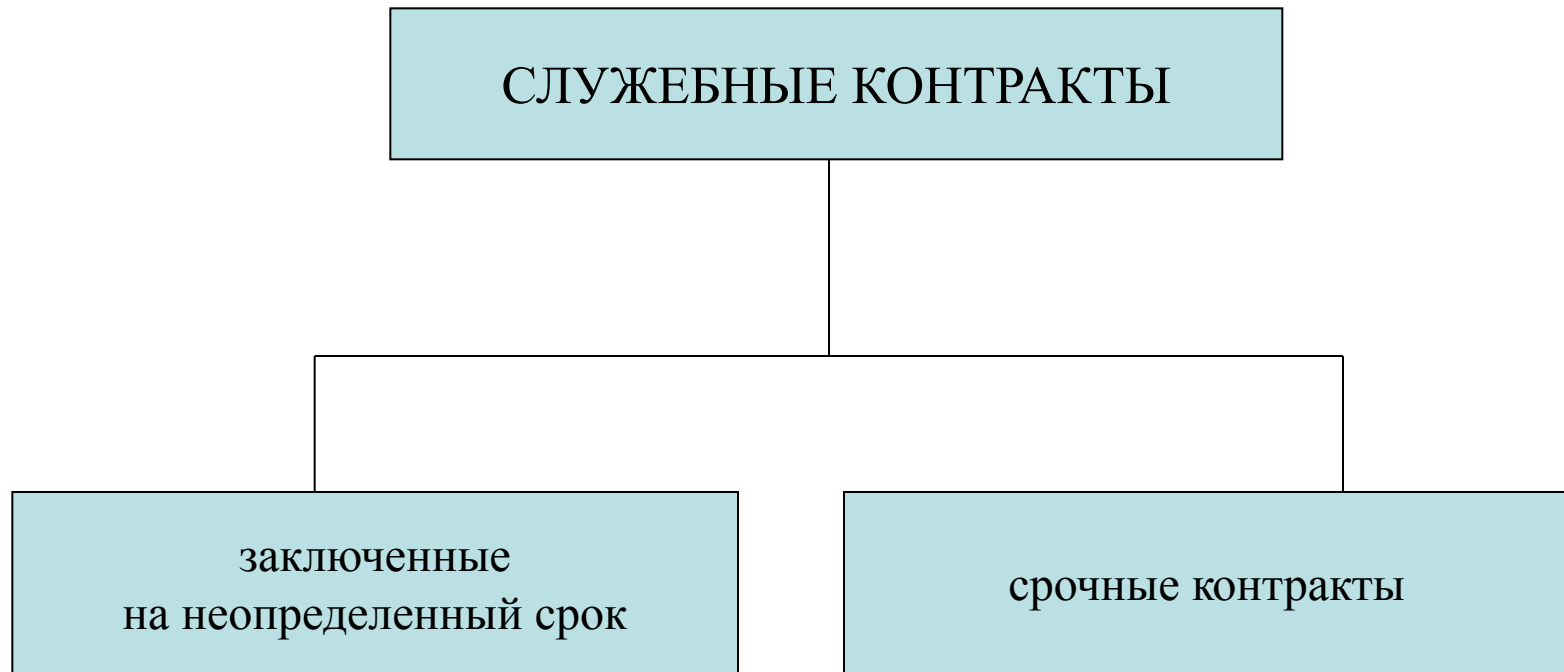 СЛУЖЕБНЫЕ КОНТРАКТЫ
заключенные
на неопределенный срок
срочные контракты